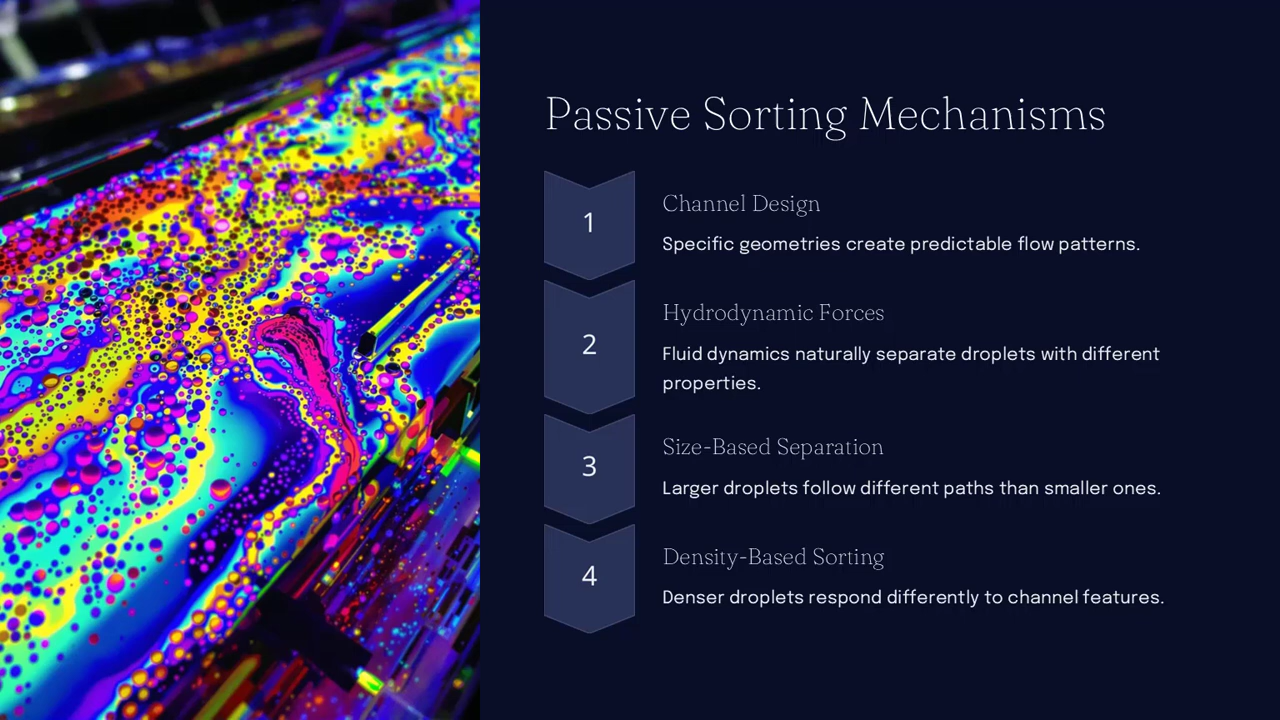 Passive Sorting Mechanisms
1
Channel Design
Specific geometries create predictable flow patterns.
2
Hydrodynamic Forces
Fluid dynamics naturally separate droplets with different
properties.
3
Size-Based Separation
Larger droplets follow different paths than smaller ones.
4
Density-Based Sorting
Denser droplets respond differently to channel features.